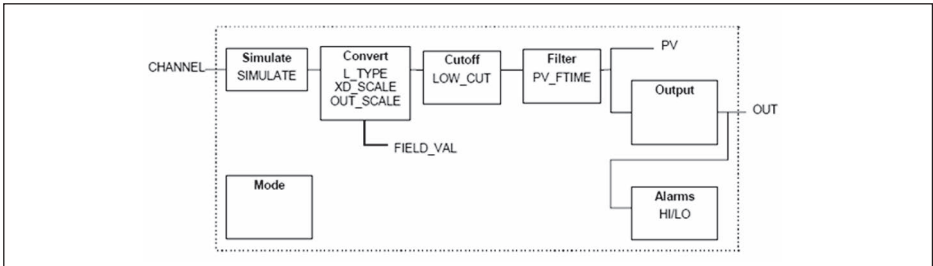 CHANNEL
Simulate
SIMULATE
Convert
L_TYPE
XD_SCALE
OUT_SCALE
FIELD_VAL
Cutoff
LOW_CUT
Filter
PV_FTIME
PV
Output
OUT
Mode
Alarms
HI/LO